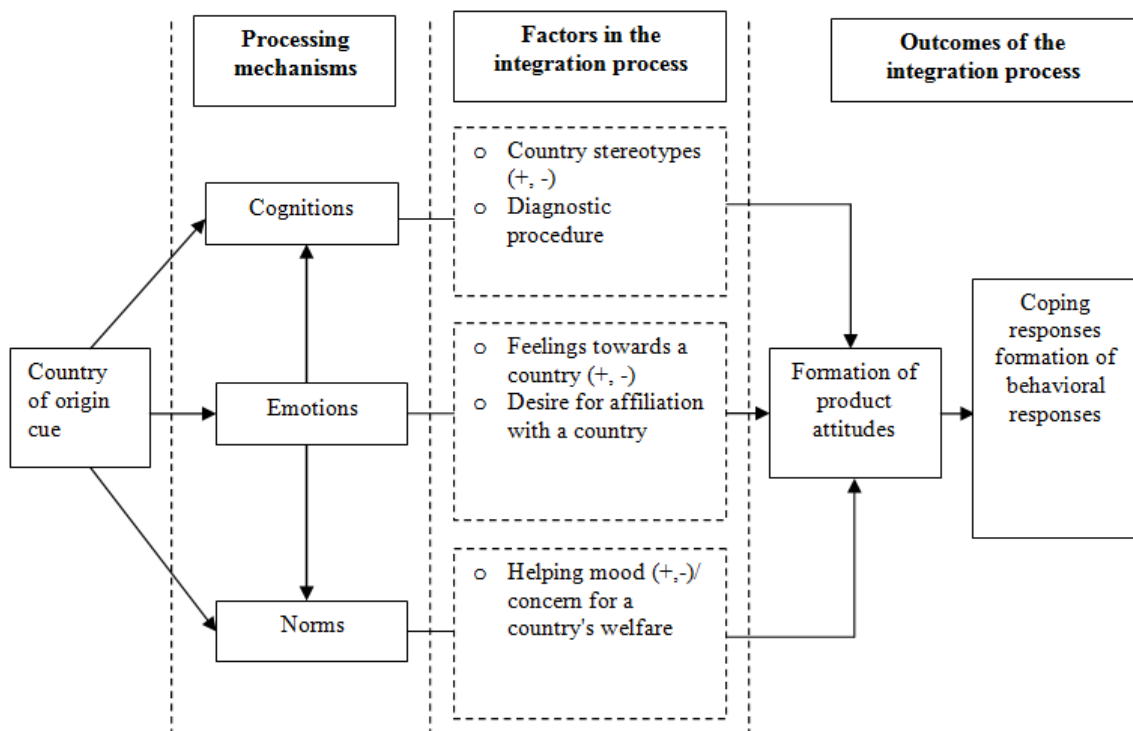 Processing
mechanisms
Factors in the
integration process
Outcomes of the
integration process
Country
of origin
cue
Cognitions
Emotions
Norms
o Country stereotypes
(+, -)
o Diagnostic
procedure
o Feelings towards a
country (+, -)
o Desire for affiliation
with a country
o Helping mood (+,-)/
concern for a
country's welfare
Formation of
product
attitudes
Coping
responses
formation of
behavioral
responses